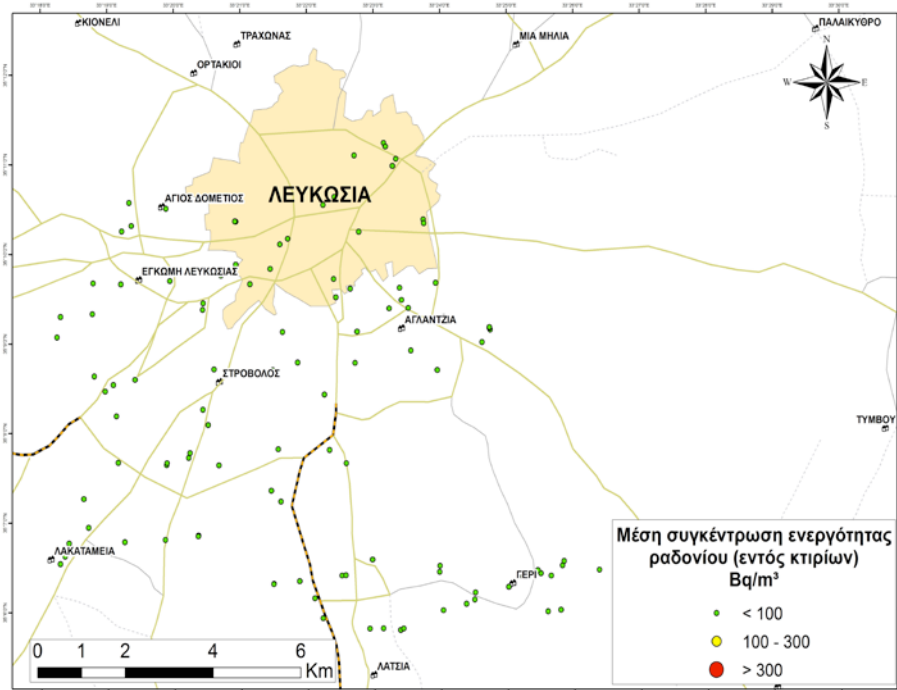 ΚΙΟΝΕΛΙ
ΤΡΑΧΩΝΑΣ
ΜΙΑ ΜΗΛΙΑ
ΠΑΛΑΙΚΥΘΡΟ
ΟΡΤΑΚΙΟΙ
N
W E
S
ΑΓΙΟΣ ΔΟΜΕΤΙΟΣ
ΛΕΥΚΩΣΙΑ
ΕΓΚΩΜΗ ΛΕΥΚΩΣΙΑΣ
ΑΓΛΑΝΤΖΙΑ
ΣΤΡΟΒΟΛΟΣ
ΤΥΜΒΟΥ
ΛΑΚΑΤΑΜΕΙΑ
ΓΕΡΙ
ΛΑΤΣΙΑ
Μέση συγκέντρωση ενεργότητας
ραδονίου (εντός κτιρίων)
Bq/m³
< 100
100 - 300
> 300
0 1 2 4 6
Km